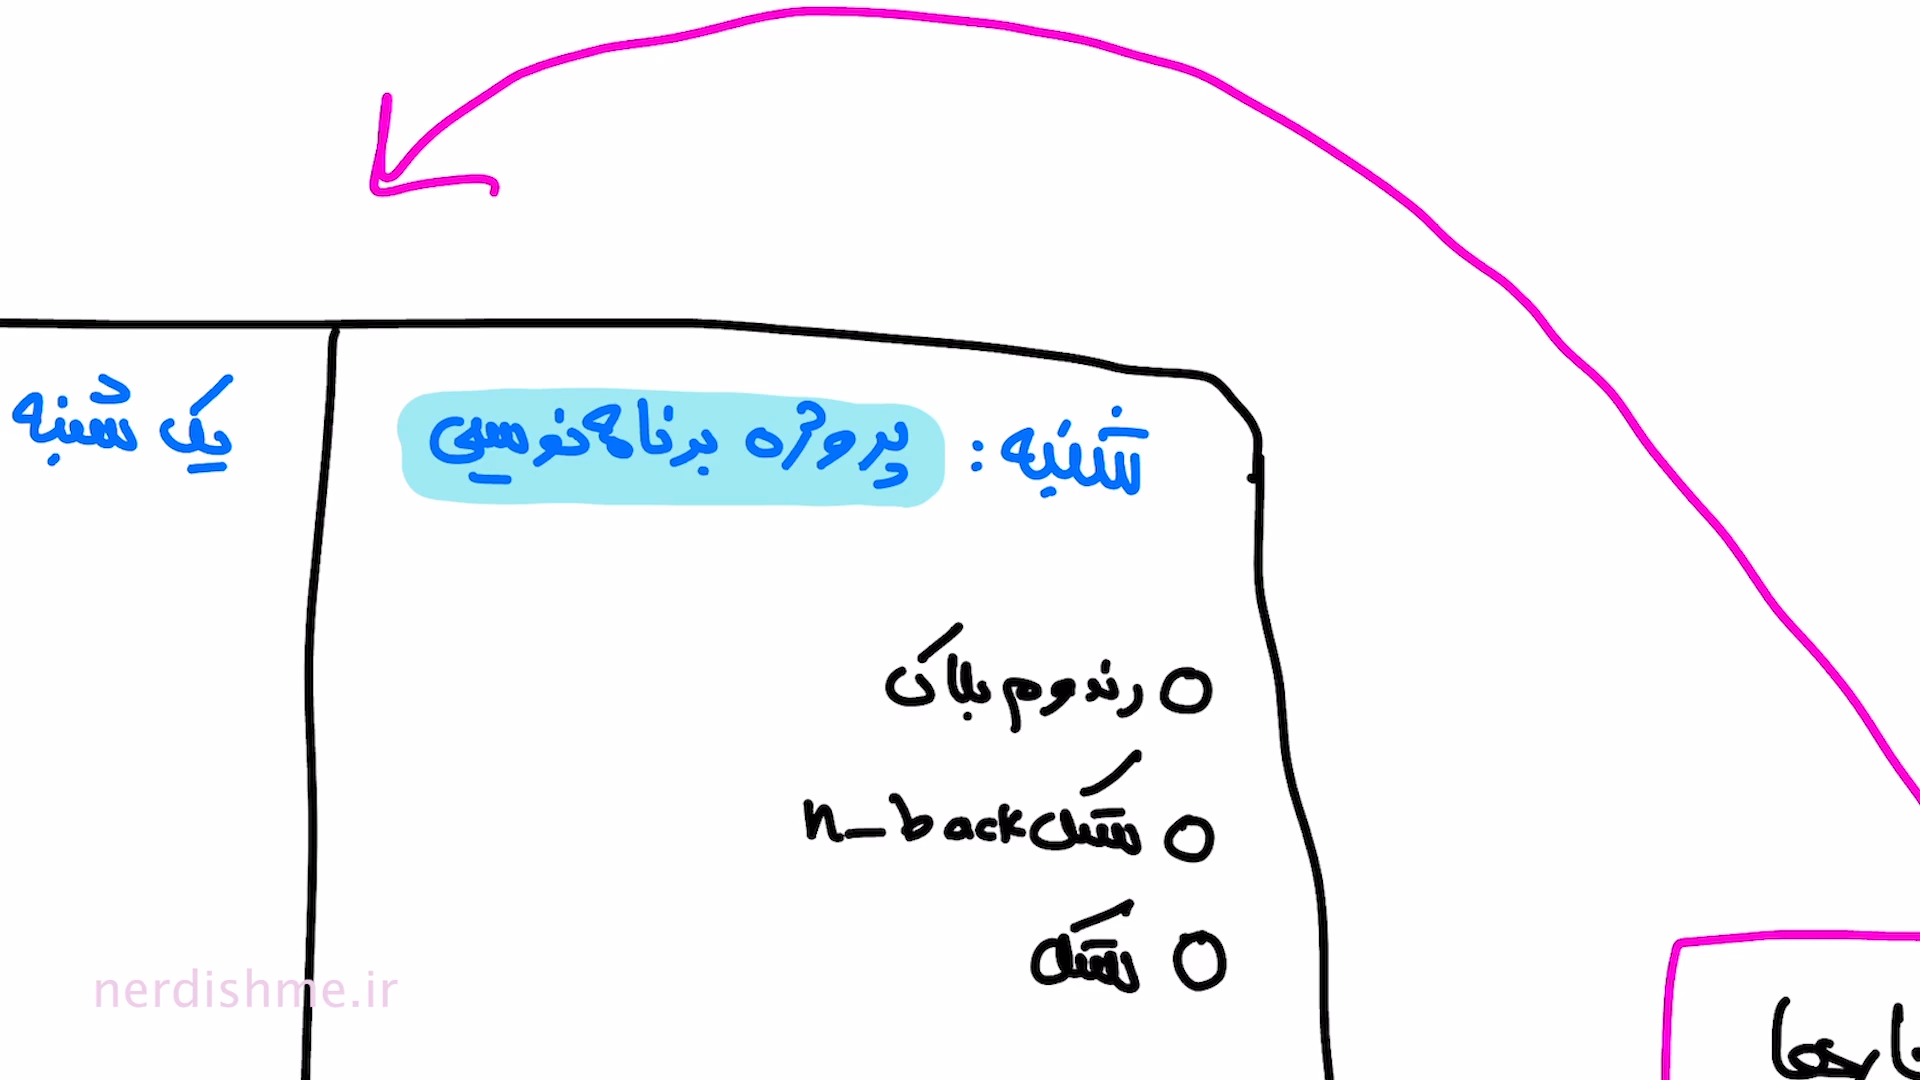 شنبه: پروژه برنامه‌نویسی
یک شنبه
رندوم بلاک
تسک n_back
تسک
nerdishme.ir